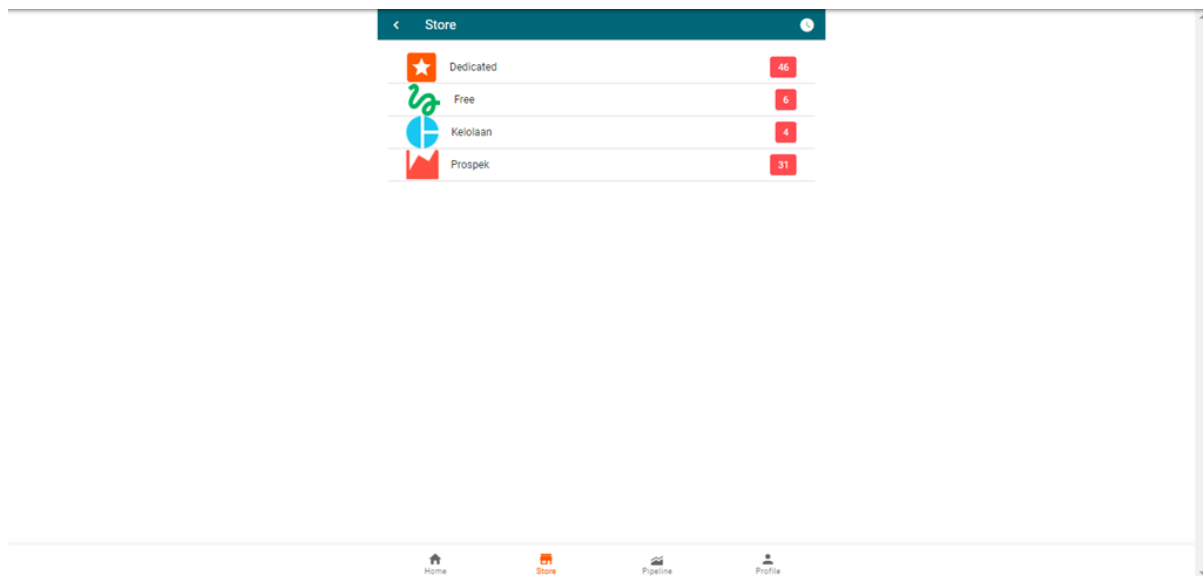 Store
Dedicated 46
Free 6
Kelolaan 4
Prospek 31
Home Store Pipeline Profile